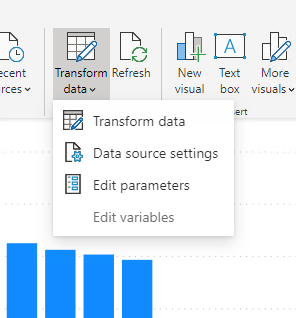 ecent
rces
Transform
data
Refresh
New
visual
A
Text
box
More
visuals
ert
Transform data
Data source settings
Edit parameters
Edit variables